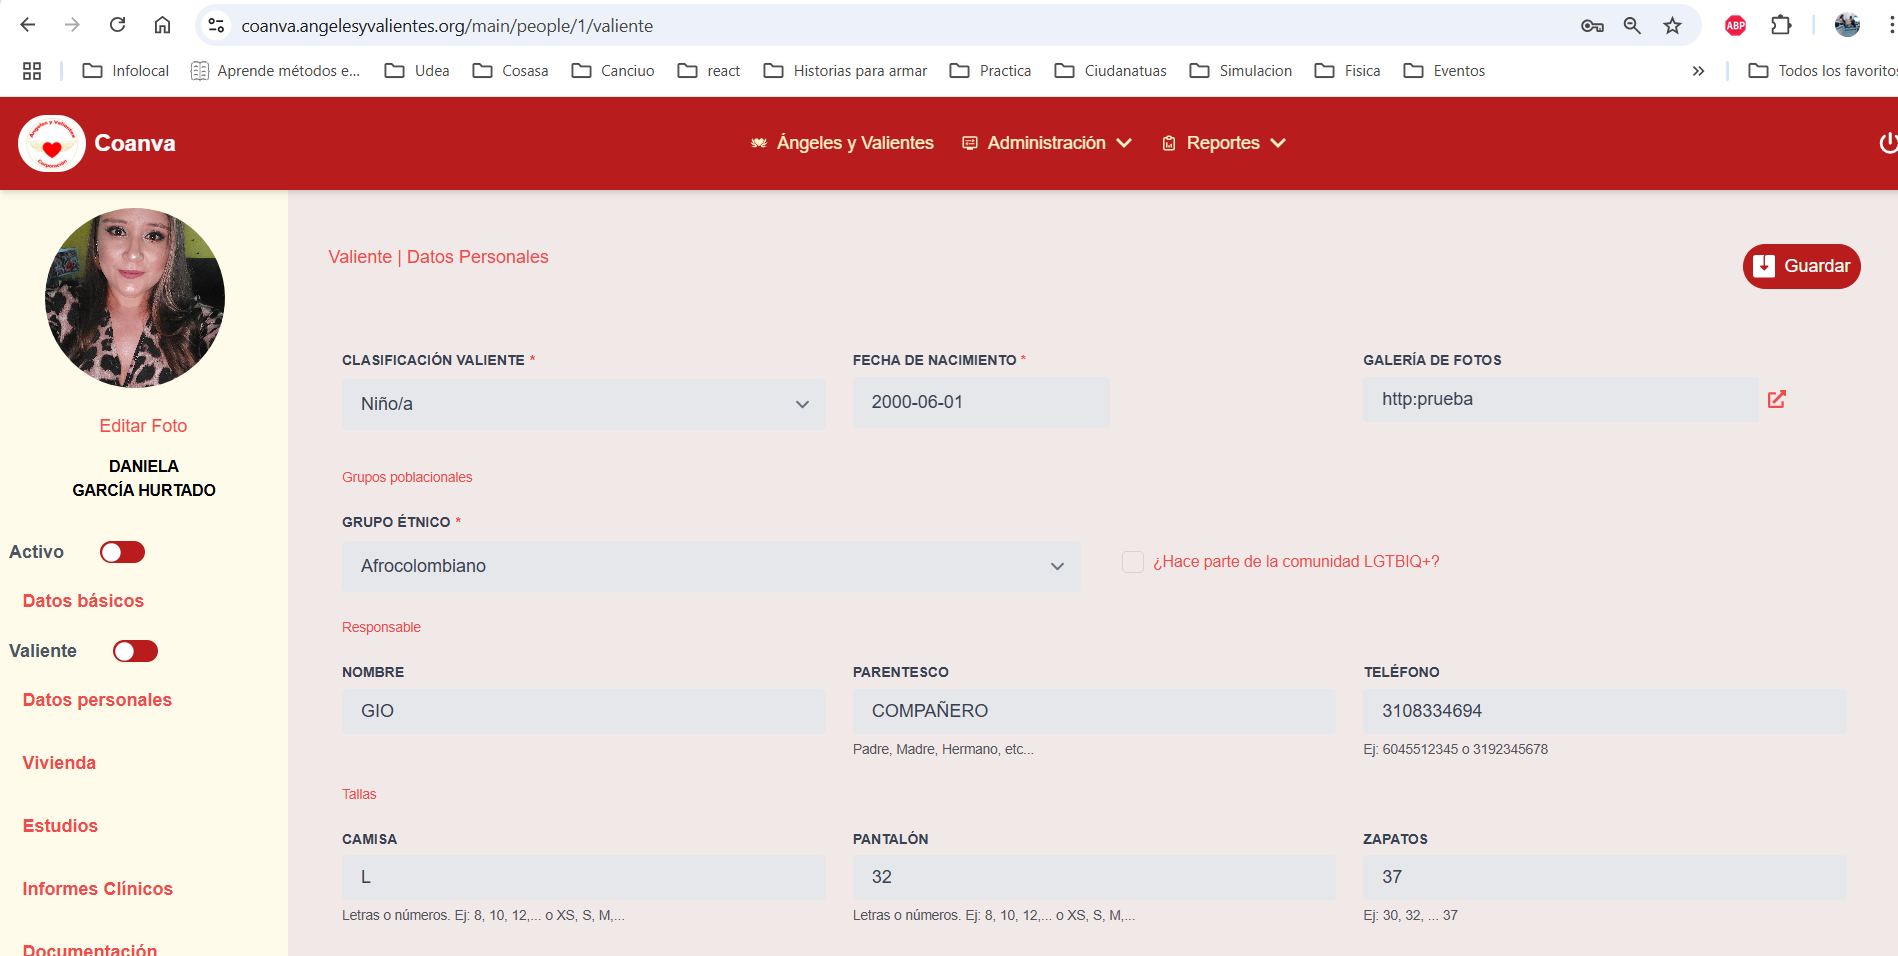 coanva.angelesyvalientes.org/main/people/1/valiente
ABP
Infolocal
Aprende métodos e...
Udea
Cosasa
Canciuo
react
Historias para armar
Practica
Ciudanatuas
Simulacion
Fisica
Eventos
Todos los favoritos
Ángeles y Valientes
Corporación
Coanva
Ángeles y Valientes
Administración
Reportes
Editar Foto
DANIELA
GARCÍA HURTADO
Activo
Datos básicos
Valiente
Datos personales
Vivienda
Estudios
Informes Clínicos
Documentación
Valiente | Datos Personales
Guardar
CLASIFICACIÓN VALIENTE *
FECHA DE NACIMIENTO *
GALERÍA DE FOTOS
Niño/a
2000-06-01
http:prueba
Grupos poblacionales
GRUPO ÉTNICO *
Afrocolombiano
¿Hace parte de la comunidad LGTBIQ+?
Responsable
NOMBRE
PARENTESCO
TELÉFONO
GIO
COMPAÑERO
3108334694
Padre, Madre, Hermano, etc...
Ej: 6045512345 o 3192345678
Tallas
CAMISA
PANTALÓN
ZAPATOS
L
32
37
Letras o números. Ej: 8, 10, 12,... o XS, S, M,...
Letras o números. Ej: 8, 10, 12,... o XS, S, M,...
Ej: 30, 32, ... 37